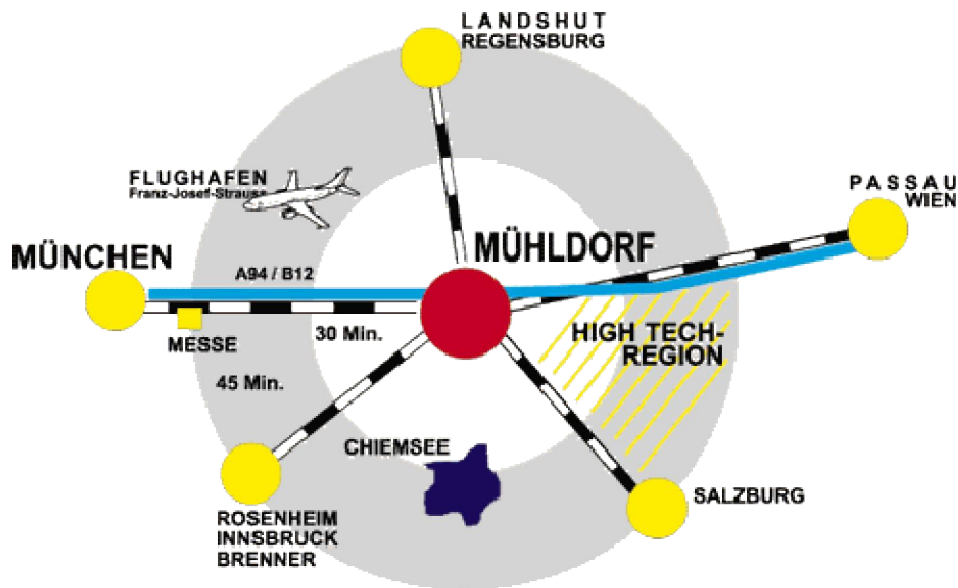 LANDSHUT
REGENSBURG
FLUGHAFEN
Franz-Josef-Strauss
PASSAU
WIEN
MÜNCHEN
MÜHLDORF
A94 / B12
MESSE
30 Min.
HIGH TECH-
REGION
45 Min.
CHIEMSEE
SALZBURG
ROSENHEIM
INNSBRUCK
BRENNER